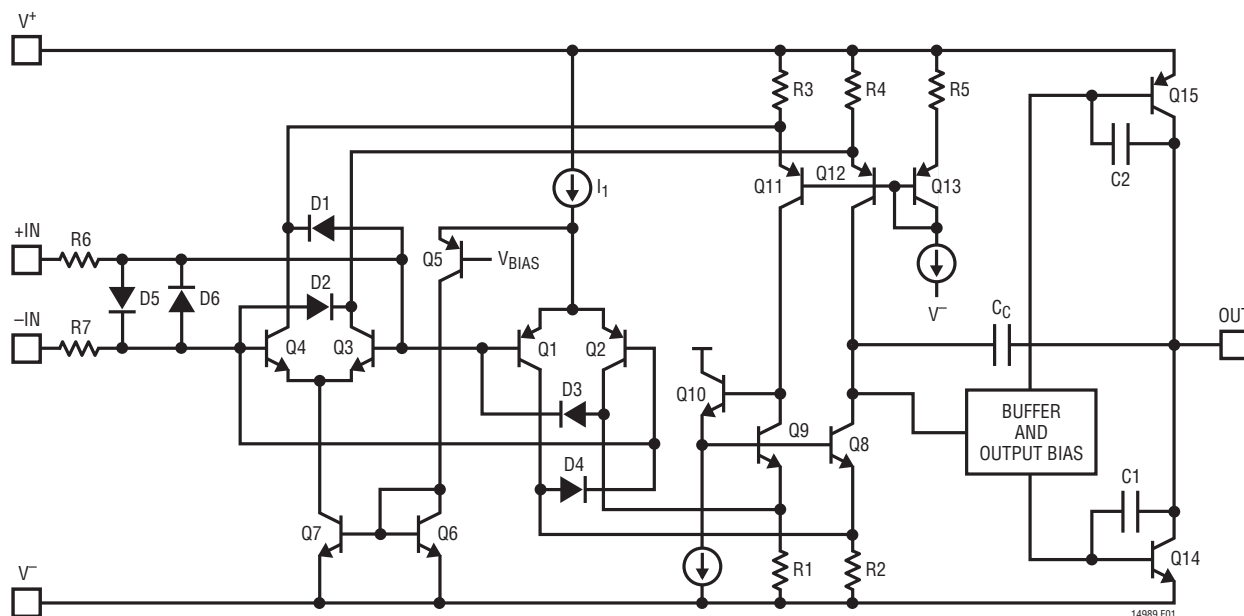 V+
R3
R4
R5
Q15
C2
I1
Q11
Q12
Q13
D1
+IN
R6
Q5
VBIAS
D5
D6
D2
V–
CC
OUT
–IN
R7
Q4
Q3
Q1
Q2
Q10
D3
BUFFER
AND
OUTPUT BIAS
Q9
Q8
D4
C1
Q7
Q6
R1
R2
Q14
V–
14989 F01